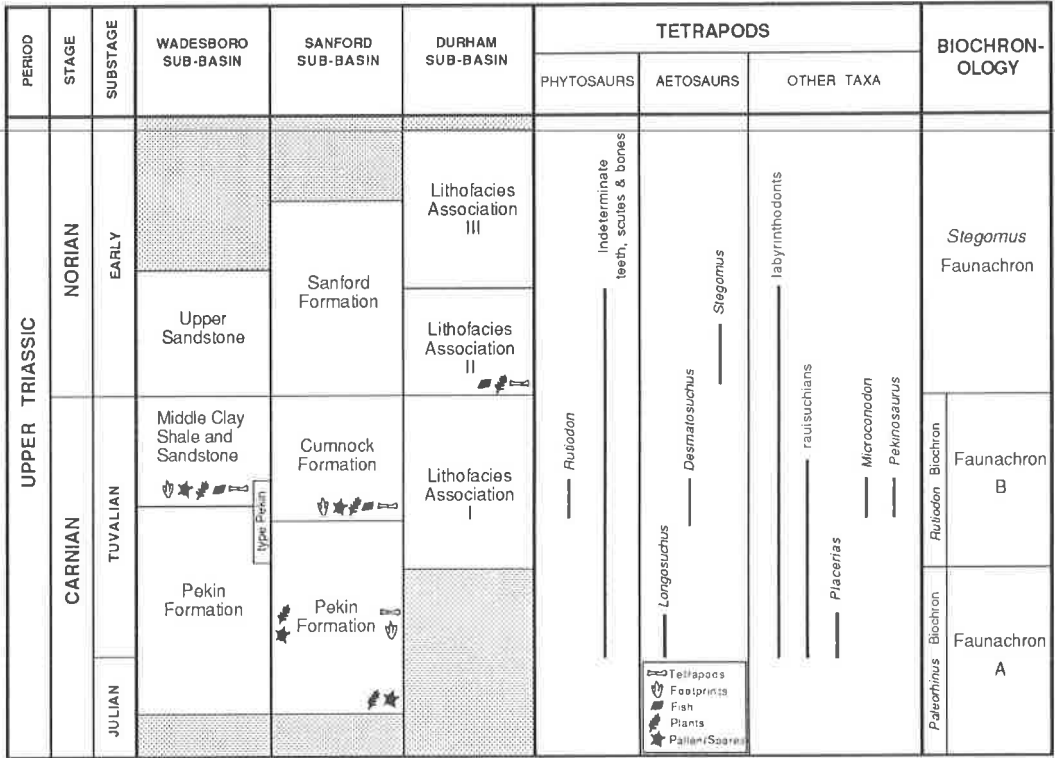 PERIOD
STAGE
SUBSTAGE
WADESBORO
SUB-BASIN
SANFORD
SUB-BASIN
DURHAM
SUB-BASIN
TETRAPODS
PHYTOSAURS
AETOSAURS
OTHER TAXA
BIOCHRON-
OLOGY
UPPER TRIASSIC
NORIAN
CARNIAN
EARLY
TUVALIAN
JULIAN
Upper
Sandstone
Middle Clay
Shale and
Sandstone
type Pekin
Pekin
Formation
Sanford
Formation
Cumnock
Formation
Pekin
Formation
Lithofacies
Association
III
Lithofacies
Association
II
Lithofacies
Association
I
Rutiodon
Indeterminate
teeth, scutes & bones
Longosuchus
Desmatosuchus
Stegomus
labyrinthodonts
rauisuchians
Placerias
Microconodon
Pekinosaurus
Tetrapods
Footprints
Fish
Plants
Pollen(Spores)
Stegomus
Faunachron
Rutiodon Biochron
Faunachron
B
Paleorhinus Biochron
Faunachron
A